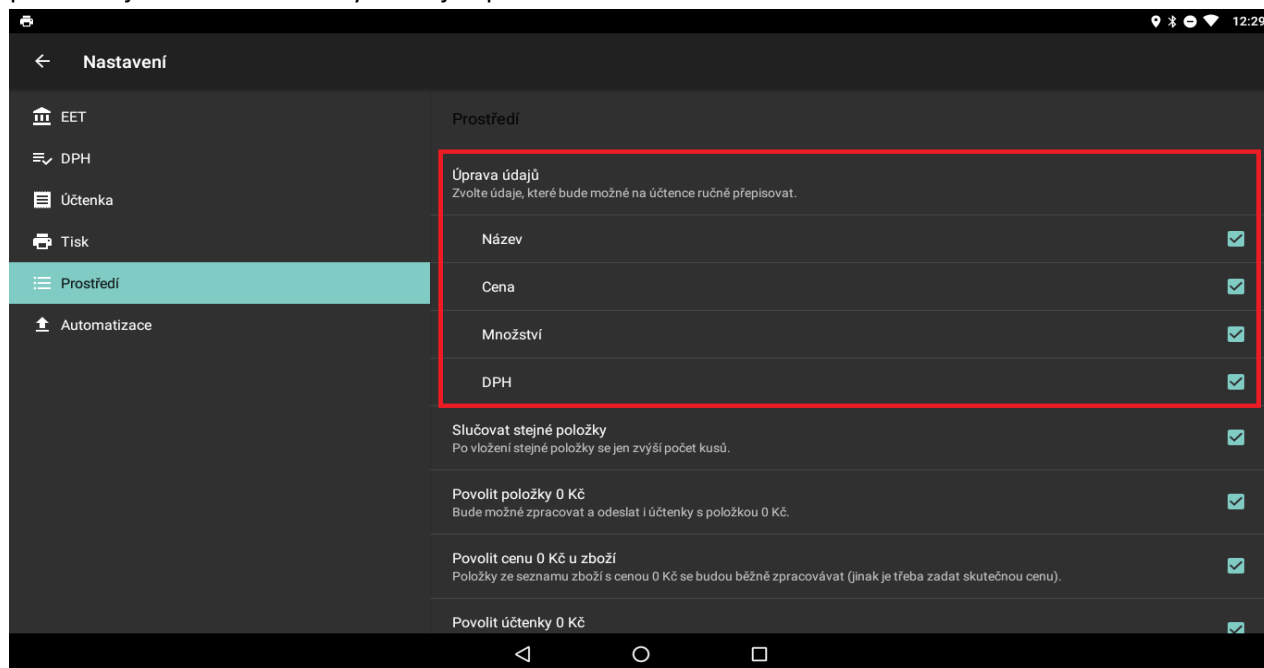 12:29
Nastavení
EET
DPH
Účtenka
Tisk
Prostředí
Automatizace
Prostředí
Úprava údajů
Zvolte údaje, které bude možné na účtence ručně přepisovat.
Název
Cena
Množství
DPH
Slučovat stejné položky
Po vložení stejné položky se jen zvýší počet kusů.
Povolit položky 0 Kč
Bude možné zpracovat a odeslat i účtenky s položkou 0 Kč.
Povolit cenu 0 Kč u zboží
Položky ze seznamu zboží s cenou 0 Kč se budou běžně zpracovávat (jinak je třeba zadat skutečnou cenu).
Povolit účtenky 0 Kč